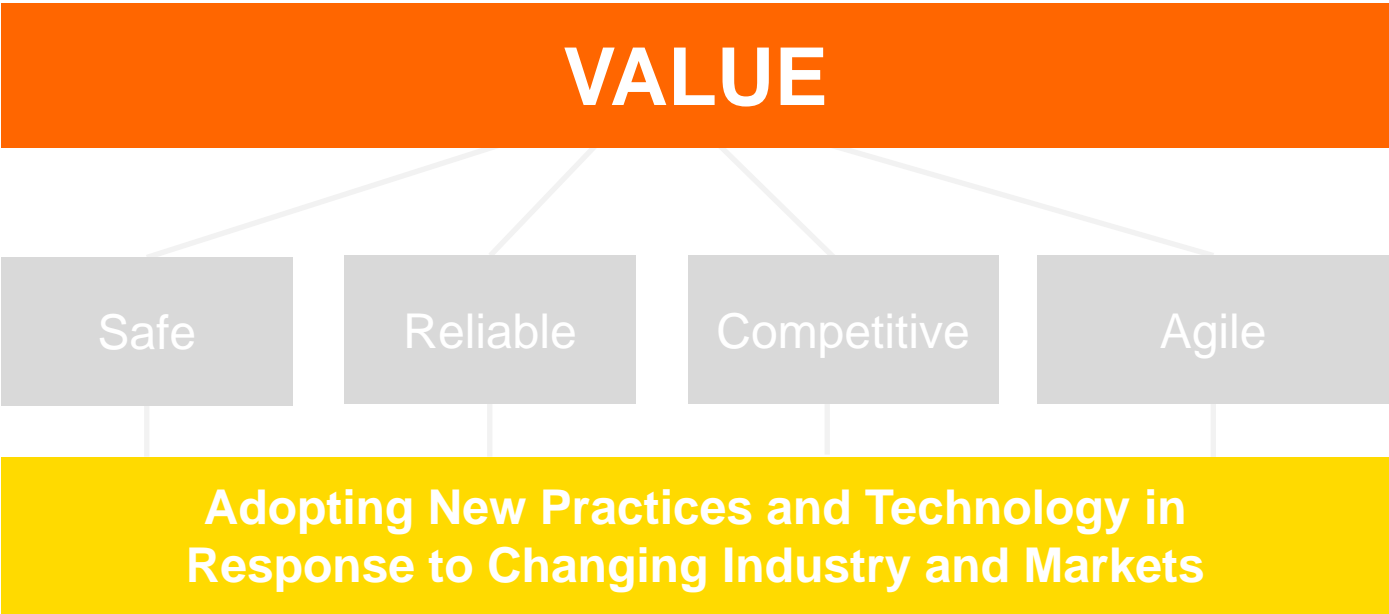 VALUE
Safe
Reliable
Competitive
Agile
Adopting New Practices and Technology in
Response to Changing Industry and Markets